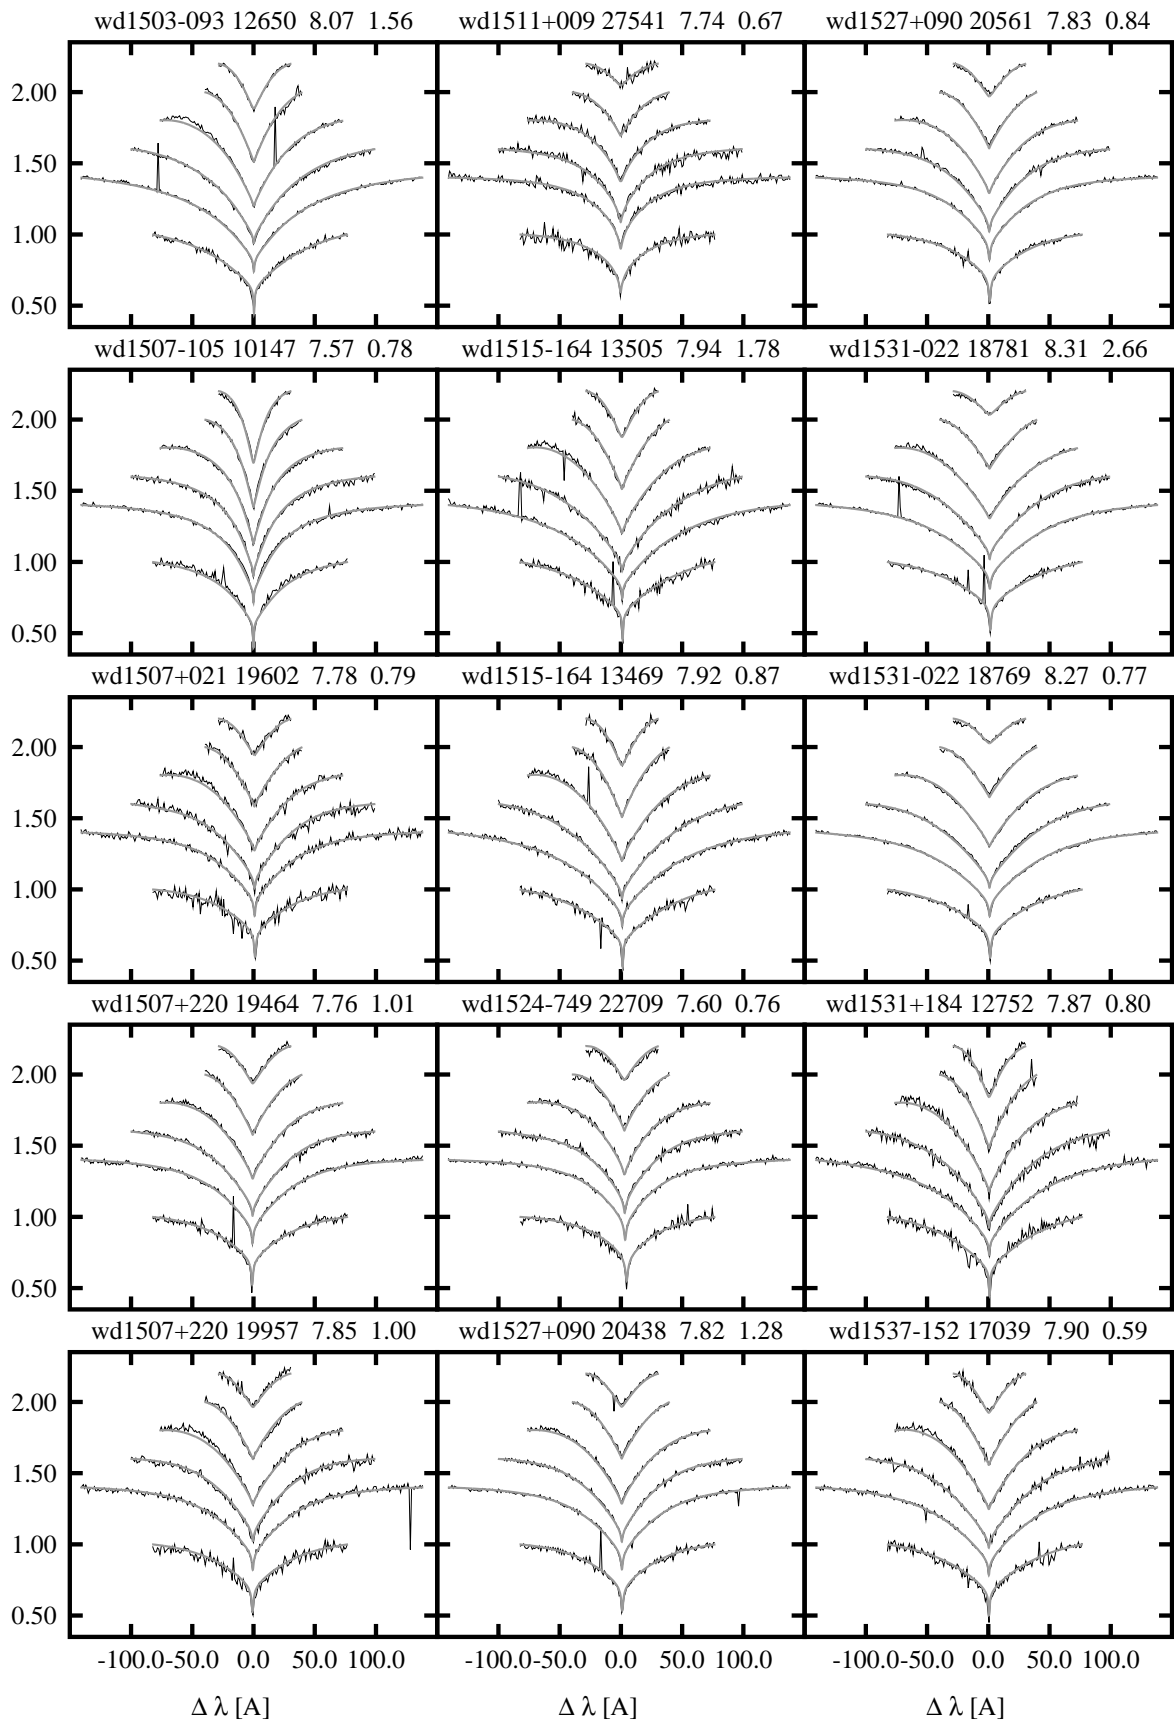 wd1503-093 12650 8.07 1.56
wd1511+009 27541 7.74 0.67
wd1527+090 20561 7.83 0.84
2.00
1.50
1.00
0.50
wd1507-105 10147 7.57 0.78
wd1515-164 13505 7.94 1.78
wd1531-022 18781 8.31 2.66
2.00
1.50
1.00
0.50
wd1507+021 19602 7.78 0.79
wd1515-164 13469 7.92 0.87
wd1531-022 18769 8.27 0.77
2.00
1.50
1.00
0.50
wd1507+220 19464 7.76 1.01
wd1524-749 22709 7.60 0.76
wd1531+184 12752 7.87 0.80
2.00
1.50
1.00
0.50
wd1507+220 19957 7.85 1.00
wd1527+090 20438 7.82 1.28
wd1537-152 17039 7.90 0.59
2.00
1.50
1.00
0.50
-100.0 -50.0 0.0 50.0 100.0
-100.0 -50.0 0.0 50.0 100.0
-100.0 -50.0 0.0 50.0 100.0
Δ λ [A]
Δ λ [A]
Δ λ [A]